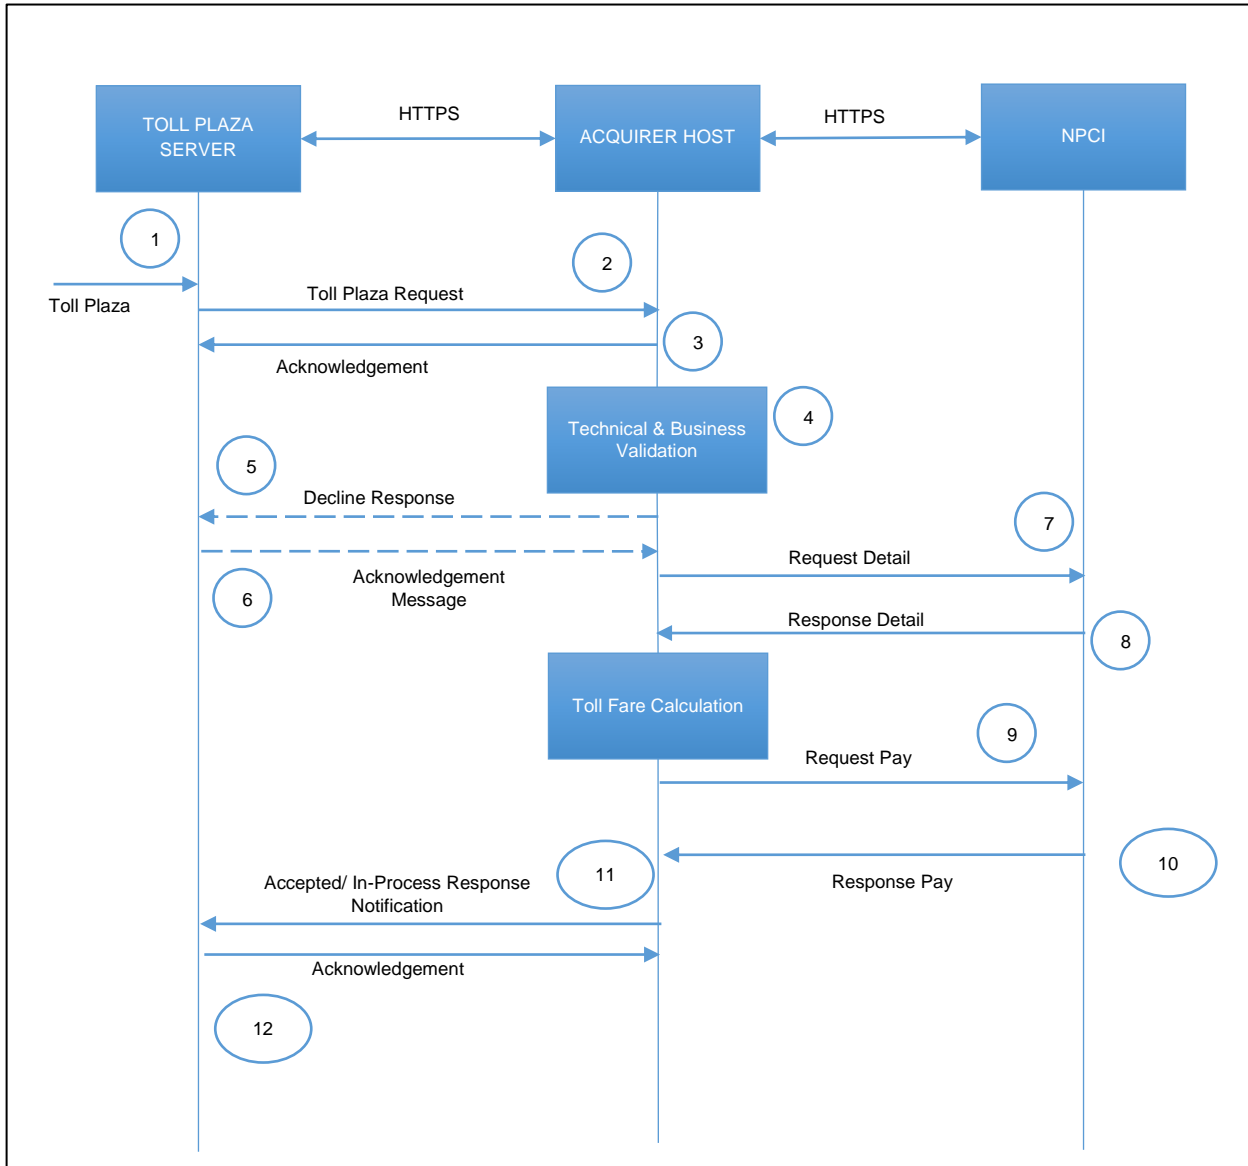 HTTPS
HTTPS
TOLL PLAZA
SERVER
ACQUIRER HOST
NPCI
1
2
Toll Plaza
Toll Plaza Request
3
Acknowledgement
4
Technical & Business
Validation
5
Decline Response
7
Request Detail
Acknowledgement
Message
6
Response Detail
8
Toll Fare Calculation
9
Request Pay
10
Response Pay
11
Accepted/ In-Process Response
Notification
Acknowledgement
12